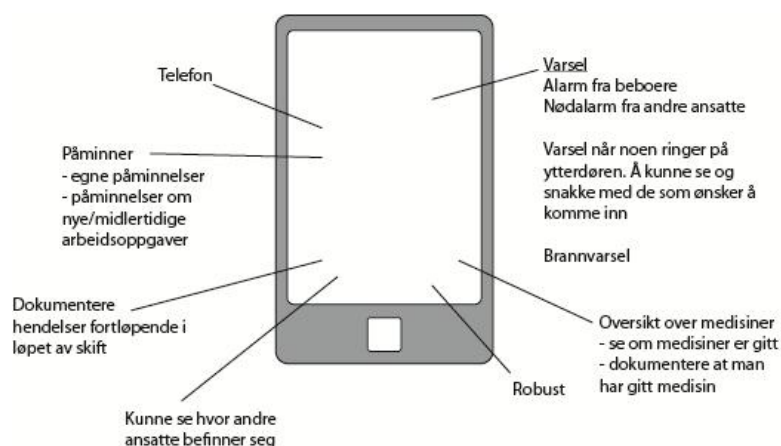 Telefon
Påminner
- egne påminnelser
- påminnelser om
nye/midlertidige
arbeidsoppgaver
Dokumentere
hendelser fortløpende i
løpet av skift
Kunne se hvor andre
ansatte befinner seg
Varsel
Alarm fra beboere
Nødalarm fra andre ansatte
Varsel når noen ringer på
ytterdøren. Å kunne se og
snakke med de som ønsker å
komme inn
Brannvarsel
Oversikt over medisiner
- se om medisiner er gitt
- dokumentere at man
har gitt medisin
Robust